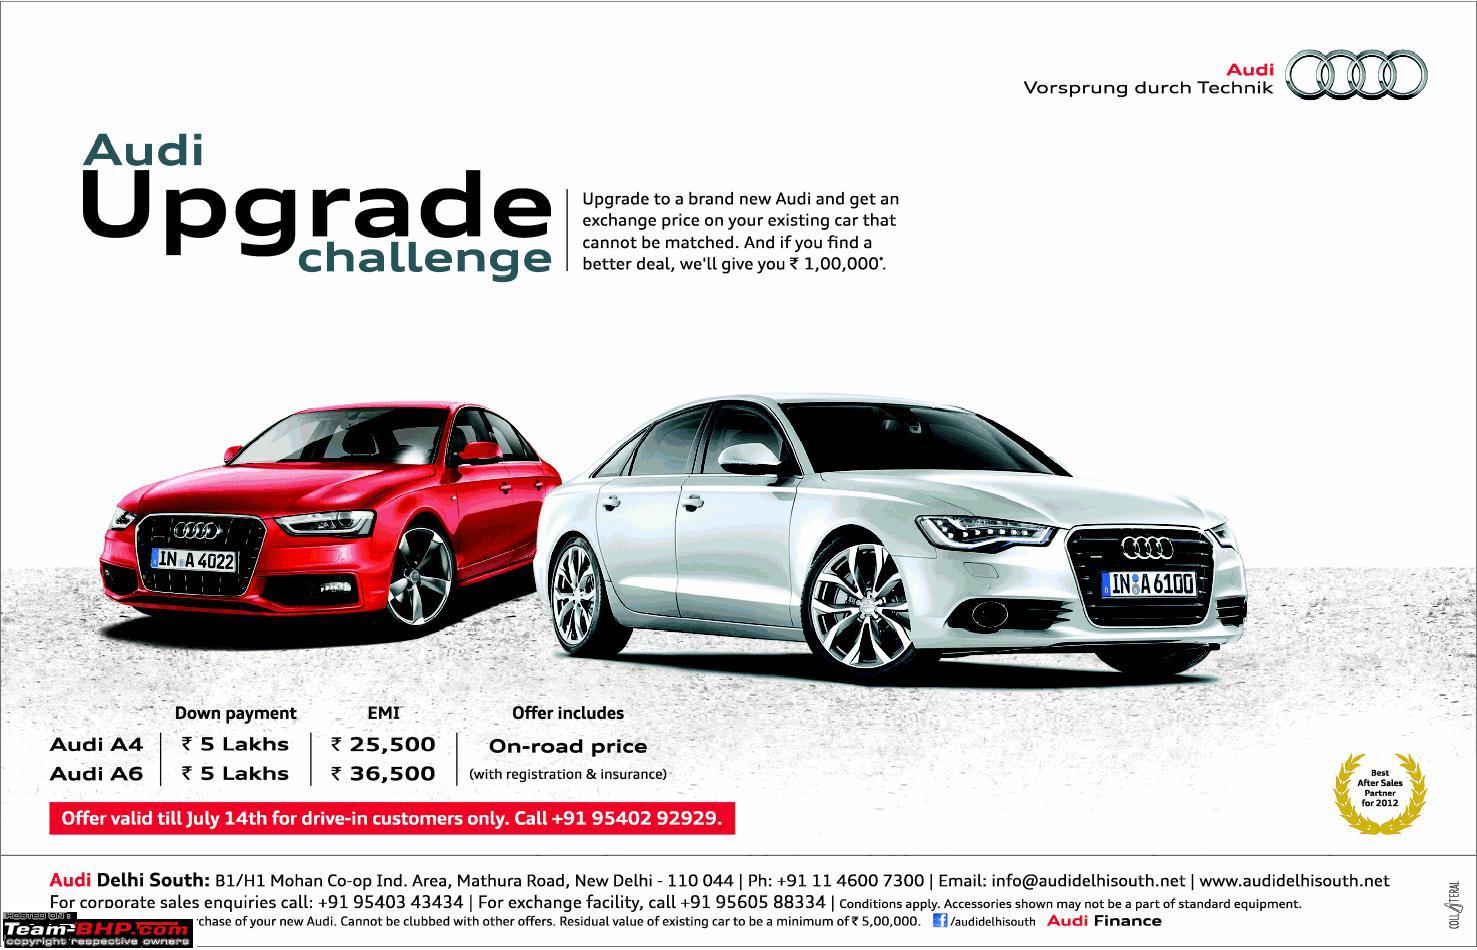 Audi
Vorsprung durch Technik
Audi
Upgrade
challenge
Upgrade to a brand new Audi and get an
exchange price on your existing car that
cannot be matched. And if you find a
better deal, we'll give you ₹ 1,00,000*.
IN A 4022
IN A 6100
Down payment EMI Offer includes
Audi A4 ₹ 5 Lakhs ₹ 25,500 On-road price
Audi A6 ₹ 5 Lakhs ₹ 36,500 (with registration & insurance)
Offer valid till July 14th for drive-in customers only. Call +91 95402 92929.
Best
After Sales
Partner
for 2012
Audi Delhi South: B1/H1 Mohan Co-op Ind. Area, Mathura Road, New Delhi - 110 044 | Ph: +91 11 4600 7300 | Email: info@audidelhisouth.net | www.audidelhisouth.net
For corporate sales enquiries call: +91 95403 43434 | For exchange facility, call +91 95605 88334 | Conditions apply. Accessories shown may not be a part of standard equipment.
chase of your new Audi. Cannot be clubbed with other offers. Residual value of existing car to be a minimum of ₹ 5,00,000. f /audidelhisouth Audi Finance
HOSTED ON :
Team-BHP.com
copyright respective owners
COLLATERAL